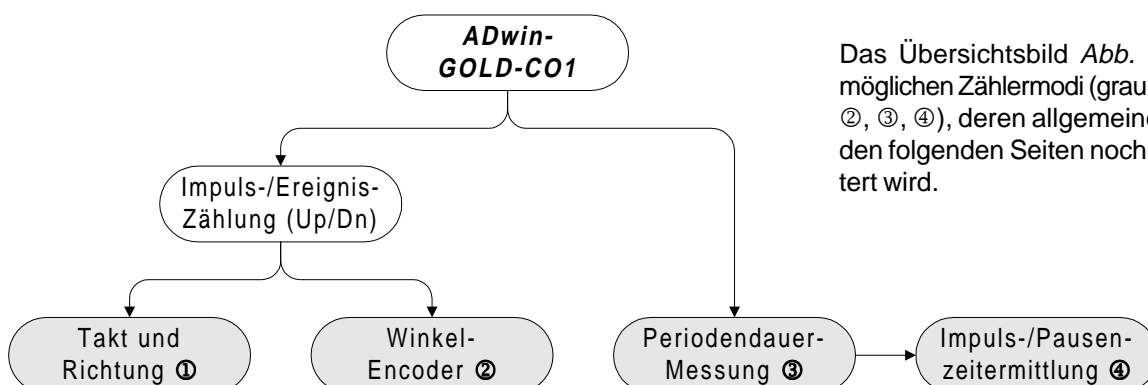 ADwin-
GOLD-CO1
Das Übersichtsbild Abb.
möglichen Zählermodi (grau
②, ③, ④), deren allgemein
den folgenden Seiten noch
tert wird.
Impuls-/Ereignis-
Zählung (Up/Dn)
Takt und
Richtung ①
Winkel-
Encoder ②
Periodendauer-
Messung ③
Impuls-/Pausen-
zeitermittlung ④